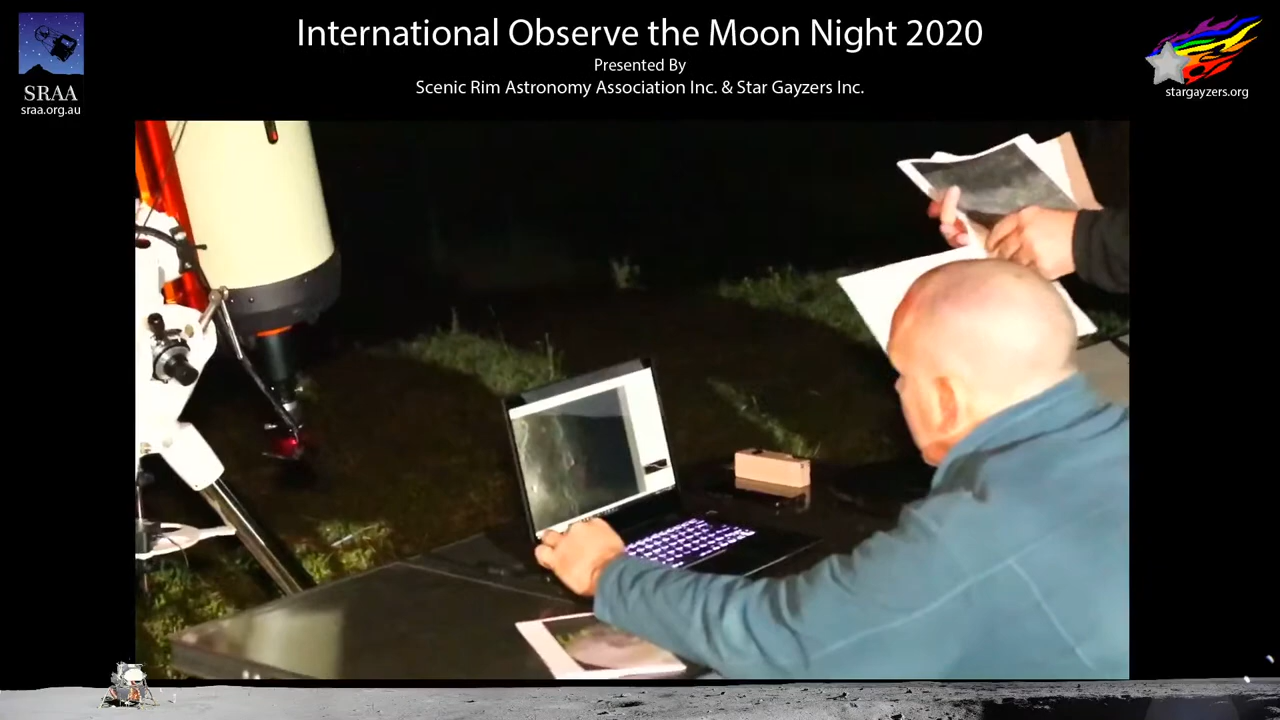 International Observe the Moon Night 2020
Presented By
Scenic Rim Astronomy Association Inc. & Star Gayzers Inc.
SRAA
sraa.org.au
stargayzers.org